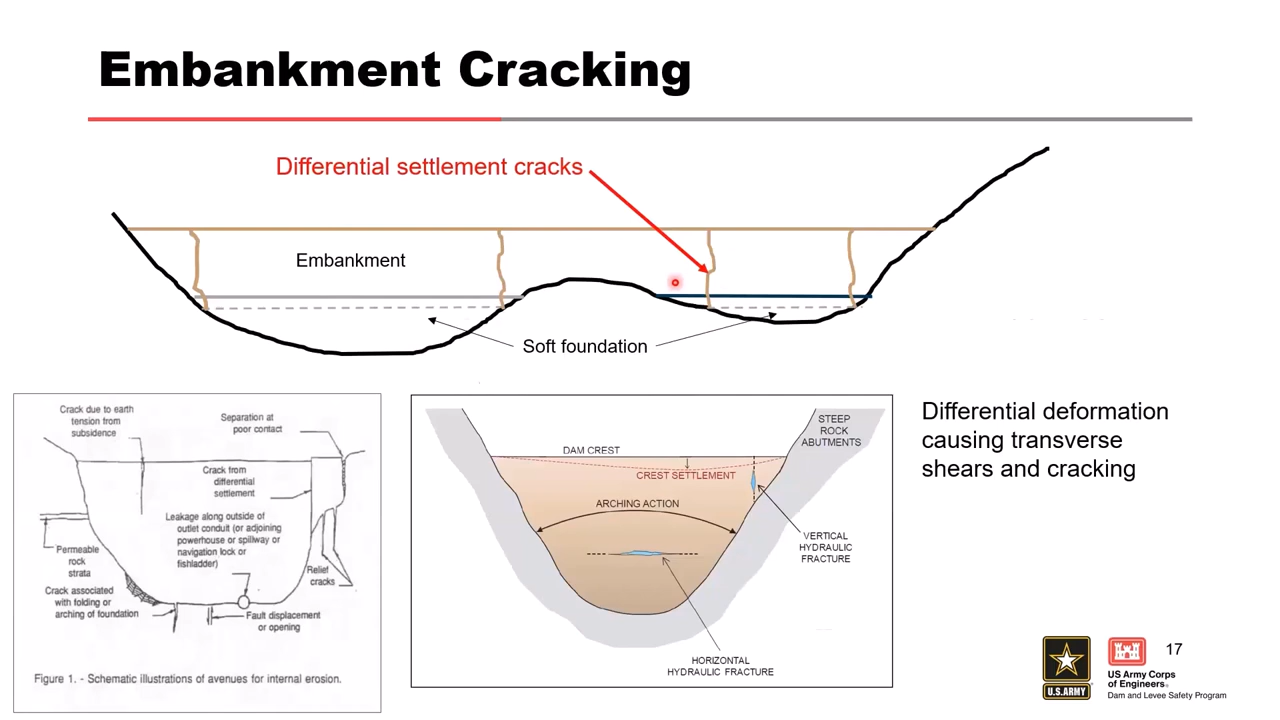 Embankment Cracking
Differential settlement cracks
Embankment
Soft foundation
Crack due to earth
tension from
subsidence
Separation at
poor contact
Crack from
differential
settlement
Leakage along outside of
outlet conduit (or adjoining
powerhouse or spillway or
navigation lock or
fishladder)
Permeable
rock
strata
Relief
cracks
Crack associated
with folding or
arching of foundation
Fault displacement
or opening
Figure 1. - Schematic illustrations of avenues for internal erosion.
STEEP
ROCK
ABUTMENTS
DAM CREST
CREST SETTLEMENT
ARCHING ACTION
VERTICAL
HYDRAULIC
FRACTURE
HORIZONTAL
HYDRAULIC FRACTURE
Differential deformation
causing transverse
shears and cracking
17
U.S.ARMY
US Army Corps
of Engineers®
Dam and Levee Safety Program